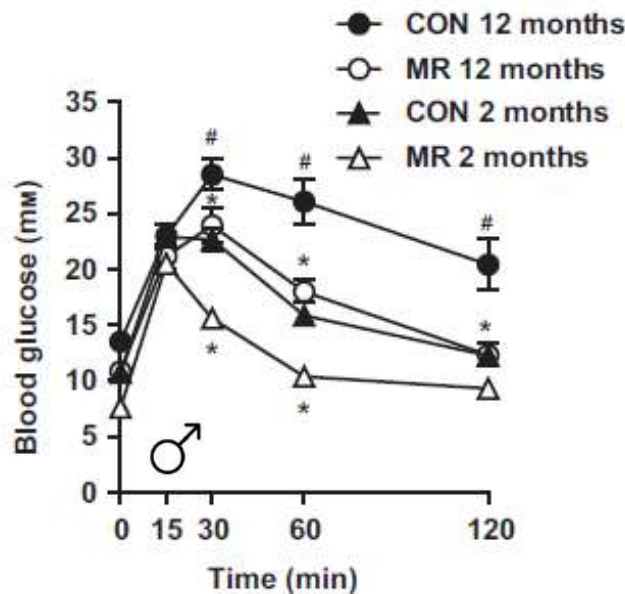 CON 12 months
MR 12 months
CON 2 months
MR 2 months
35
30
25
20
15
10
5
0
Blood glucose (mᴍ)
#
#
#
*
*
*
*
*
♂
0 15 30 60 120
Time (min)